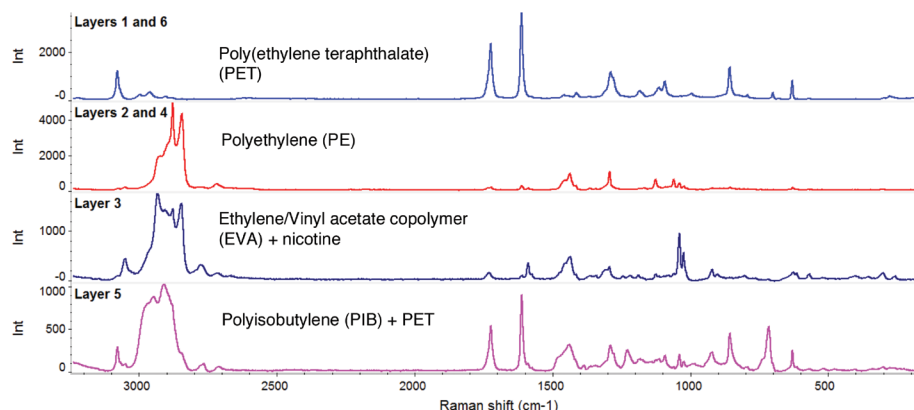 Layers 1 and 6
Poly(ethylene teraphthalate)
(PET)
Int
2000
-0
Layers 2 and 4
Polyethylene (PE)
Int
4000
2000
0
Layer 3
Ethylene/Vinyl acetate copolymer
(EVA) + nicotine
Int
1000
-0
Layer 5
Polyisobutylene (PIB) + PET
Int
1000
500
0
3000
2500
2000
1500
1000
500
Raman shift (cm-1)